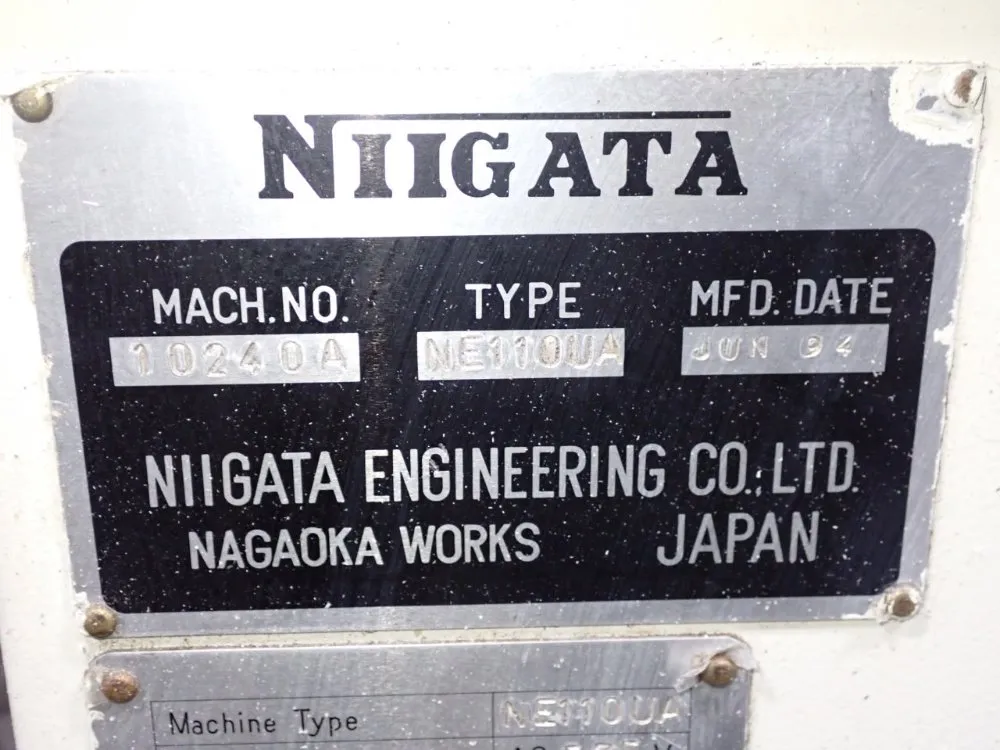 NIIGATA
MACH. NO. TYPE MFD. DATE
10240A NE110UA JUN 94
NIIGATA ENGINEERING CO., LTD.
NAGAOKA WORKS JAPAN
Machine Type NE110UA